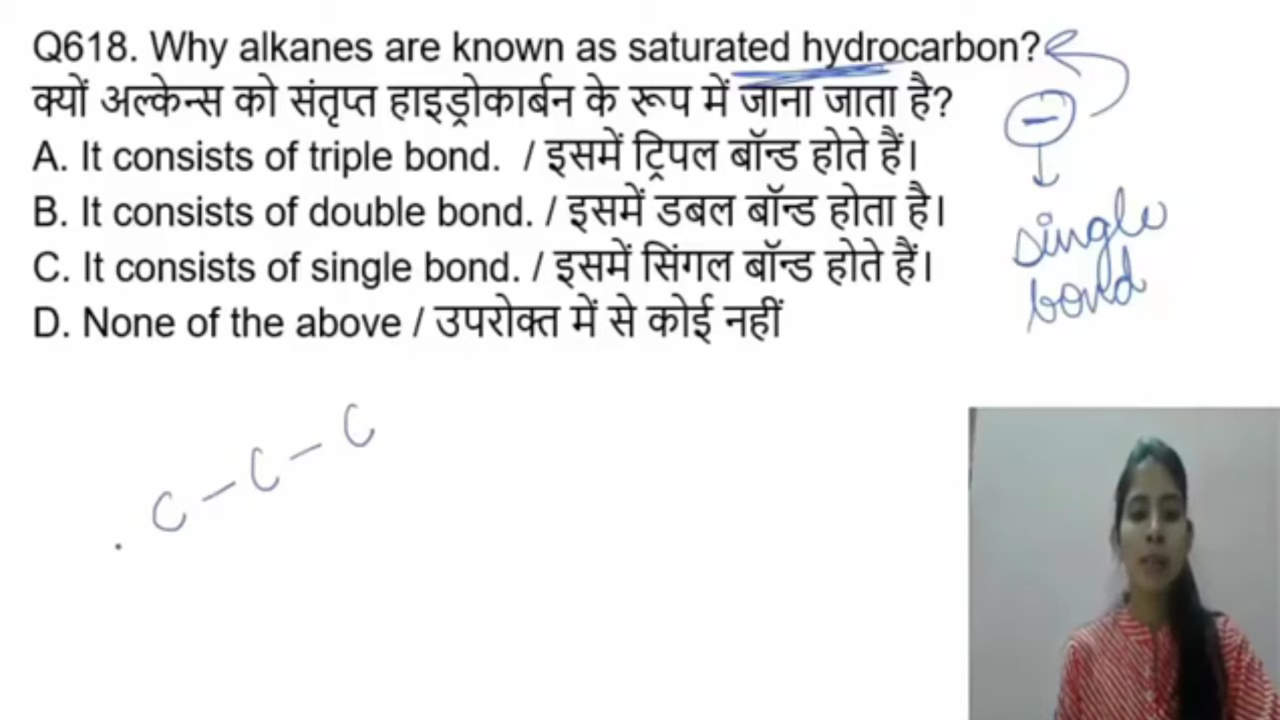 Q618. Why alkanes are known as saturated hydrocarbon?
क्यों अल्केन्स को संतृप्त हाइड्रोकार्बन के रूप में जाना जाता है?
A. It consists of triple bond. / इसमें ट्रिपल बॉन्ड होते हैं।
B. It consists of double bond. / इसमें डबल बॉन्ड होता है।
C. It consists of single bond. / इसमें सिंगल बॉन्ड होते हैं।
D. None of the above / उपरोक्त में से कोई नहीं
single
bond
C – C – C